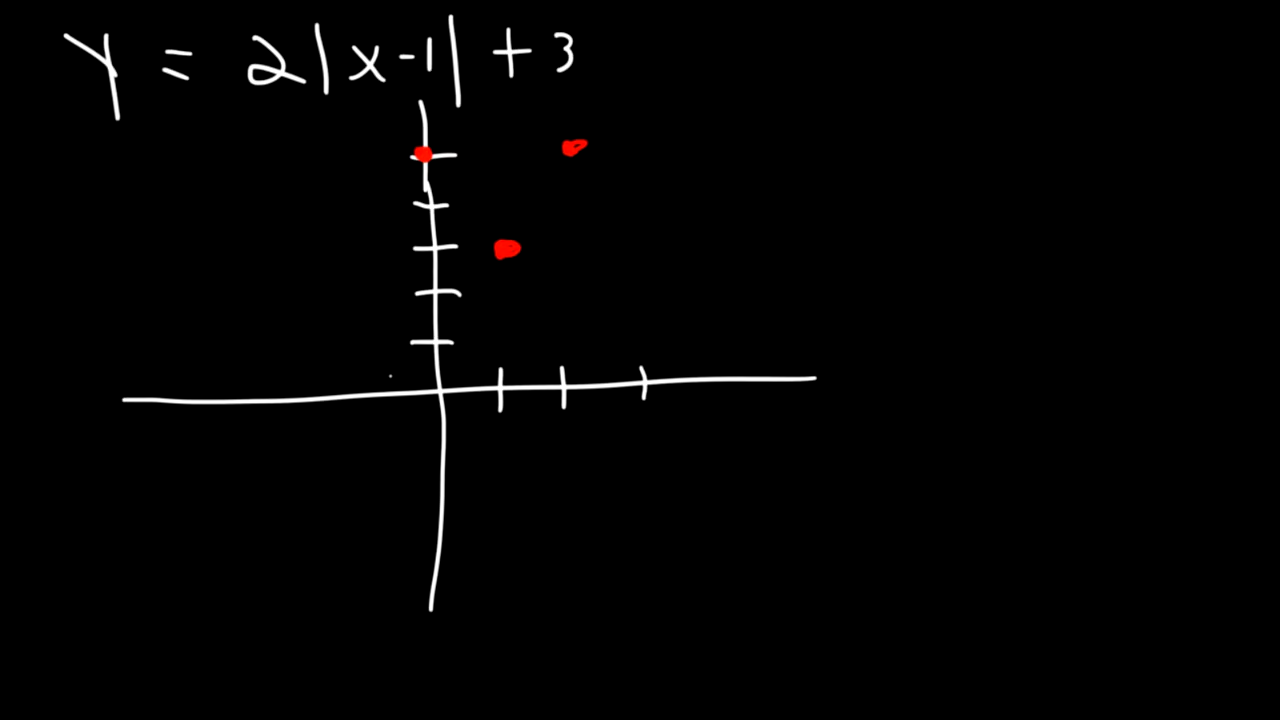 y = 2|x-1| + 3